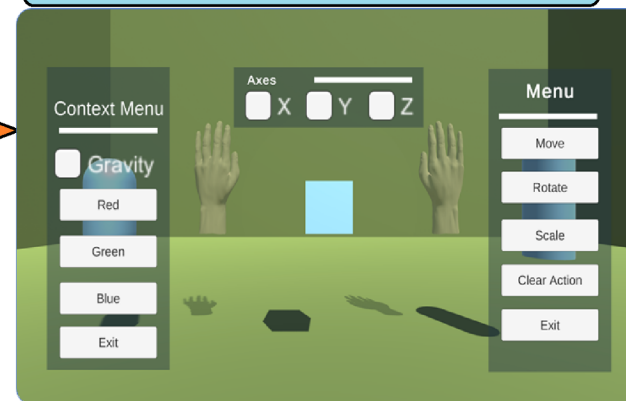 Context Menu
Gravity
Red
Green
Blue
Exit
Axes
X Y Z
Menu
Move
Rotate
Scale
Clear Action
Exit